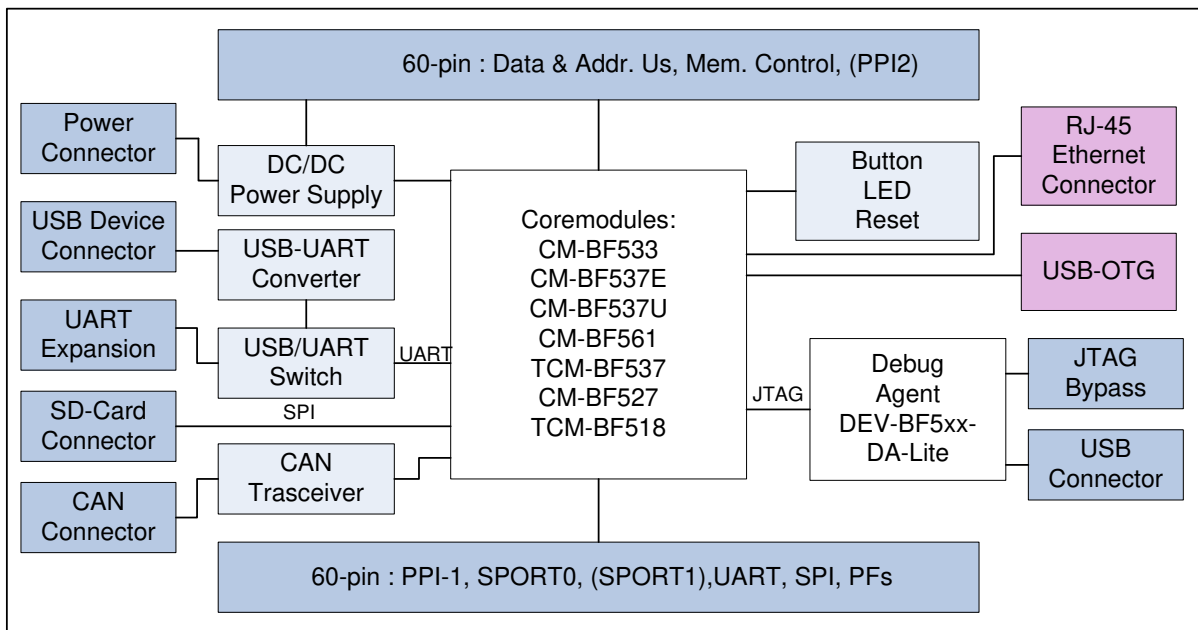 60-pin : Data & Addr. Us, Mem. Control, (PPI2)
Power
Connector
DC/DC
Power Supply
USB Device
Connector
USB-UART
Converter
UART
Expansion
USB/UART
Switch
UART
SD-Card
Connector
SPI
CAN
Trasceiver
CAN
Connector
Coremodules:
CM-BF533
CM-BF537E
CM-BF537U
CM-BF561
TCM-BF537
CM-BF527
TCM-BF518
Button
LED
Reset
RJ-45
Ethernet
Connector
USB-OTG
JTAG
Debug
Agent
DEV-BF5xx-
DA-Lite
JTAG
Bypass
USB
Connector
60-pin : PPI-1, SPORT0, (SPORT1),UART, SPI, PFs